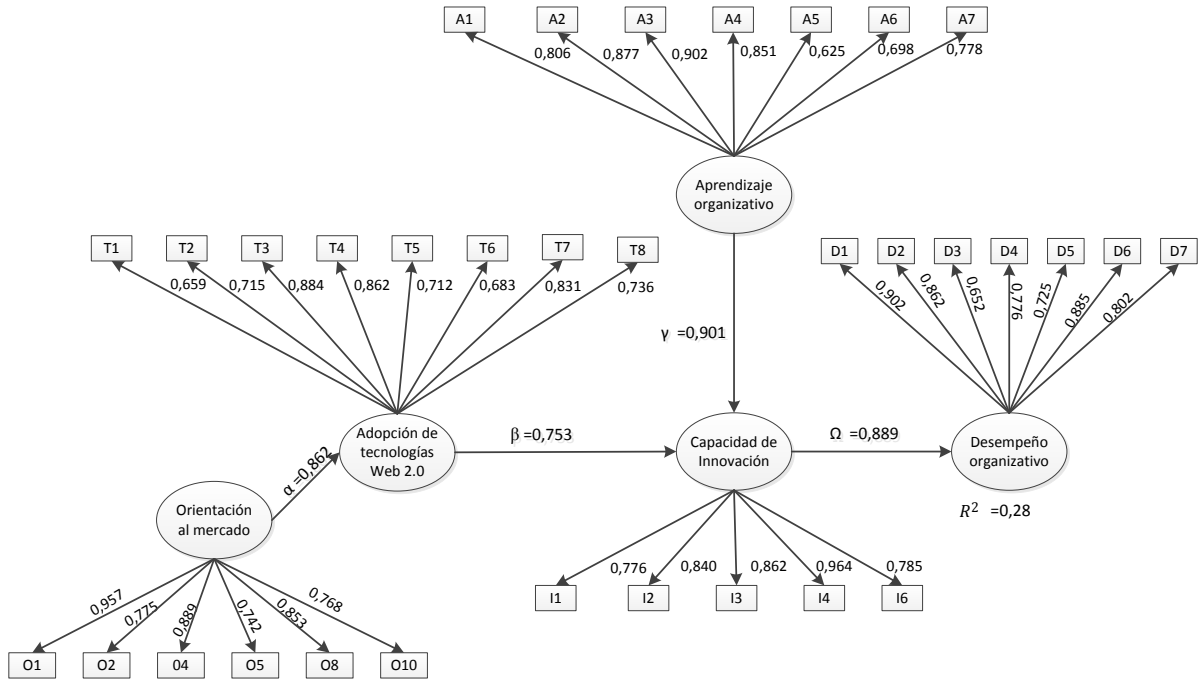 A1
A2
A3
A4
A5
A6
A7
0,806
0,877
0,902
0,851
0,625
0,698
0,778
Aprendizaje
organizativo
T1
T2
T3
T4
T5
T6
T7
T8
0,659
0,715
0,884
0,862
0,712
0,683
0,831
0,736
D1
D2
D3
D4
D5
D6
D7
0,902
0,862
0,652
0,776
0,725
0,885
0,802
γ =0,901
Adopción de
tecnologías
Web 2.0
β =0,753
Capacidad de
Innovación
Ω =0,889
Desempeño
organizativo
R² =0,28
α =0,862
Orientación
al mercado
0,957
0,775
0,889
0,742
0,853
0,768
O1
O2
04
O5
O8
O10
0,776
0,840
0,862
0,964
0,785
I1
I2
I3
I4
I6